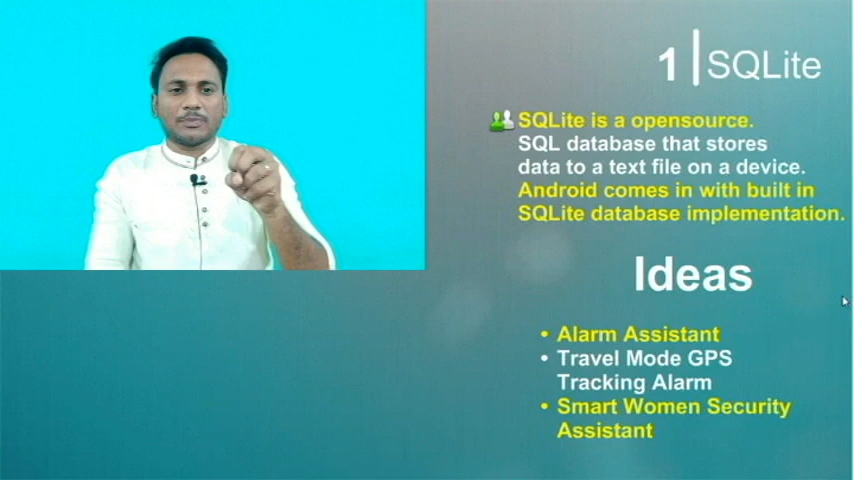 1 SQLite
SQLite is a opensource.
SQL database that stores
data to a text file on a device.
Android comes in with built in
SQLite database implementation.
Ideas
• Alarm Assistant
• Travel Mode GPS
Tracking Alarm
• Smart Women Security
Assistant